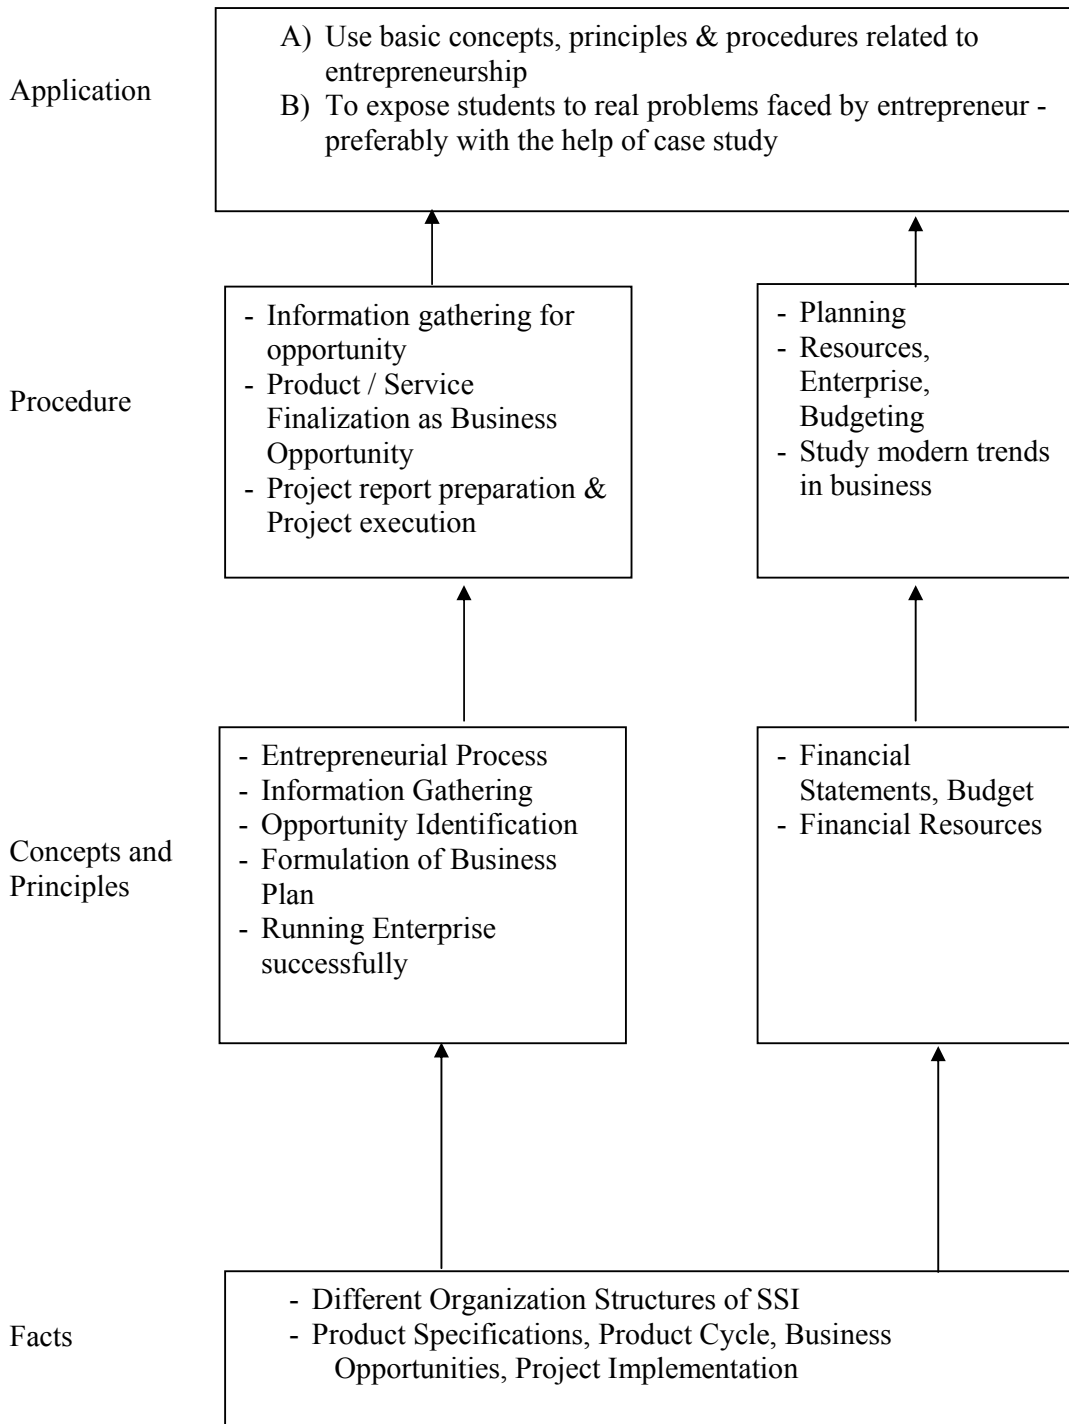 A) Use basic concepts, principles & procedures related to
entrepreneurship
B) To expose students to real problems faced by entrepreneur -
preferably with the help of case study
Application
- Information gathering for
opportunity
- Product / Service
Finalization as Business
Opportunity
- Project report preparation &
Project execution
- Planning
- Resources,
Enterprise,
Budgeting
- Study modern trends
in business
Procedure
- Entrepreneurial Process
- Information Gathering
- Opportunity Identification
- Formulation of Business
Plan
- Running Enterprise
successfully
- Financial
Statements, Budget
- Financial Resources
Concepts and
Principles
- Different Organization Structures of SSI
- Product Specifications, Product Cycle, Business
Opportunities, Project Implementation
Facts